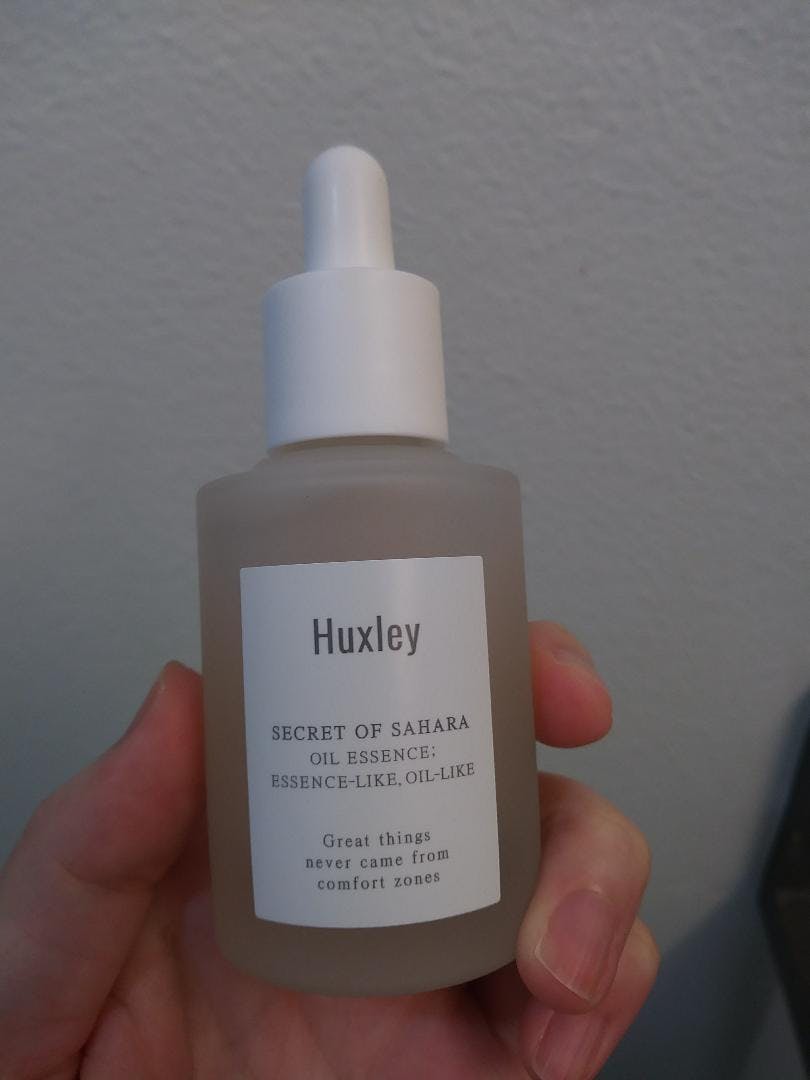 Huxley
SECRET OF SAHARA
OIL ESSENCE;
ESSENCE-LIKE, OIL-LIKE
Great things
never came from
comfort zones